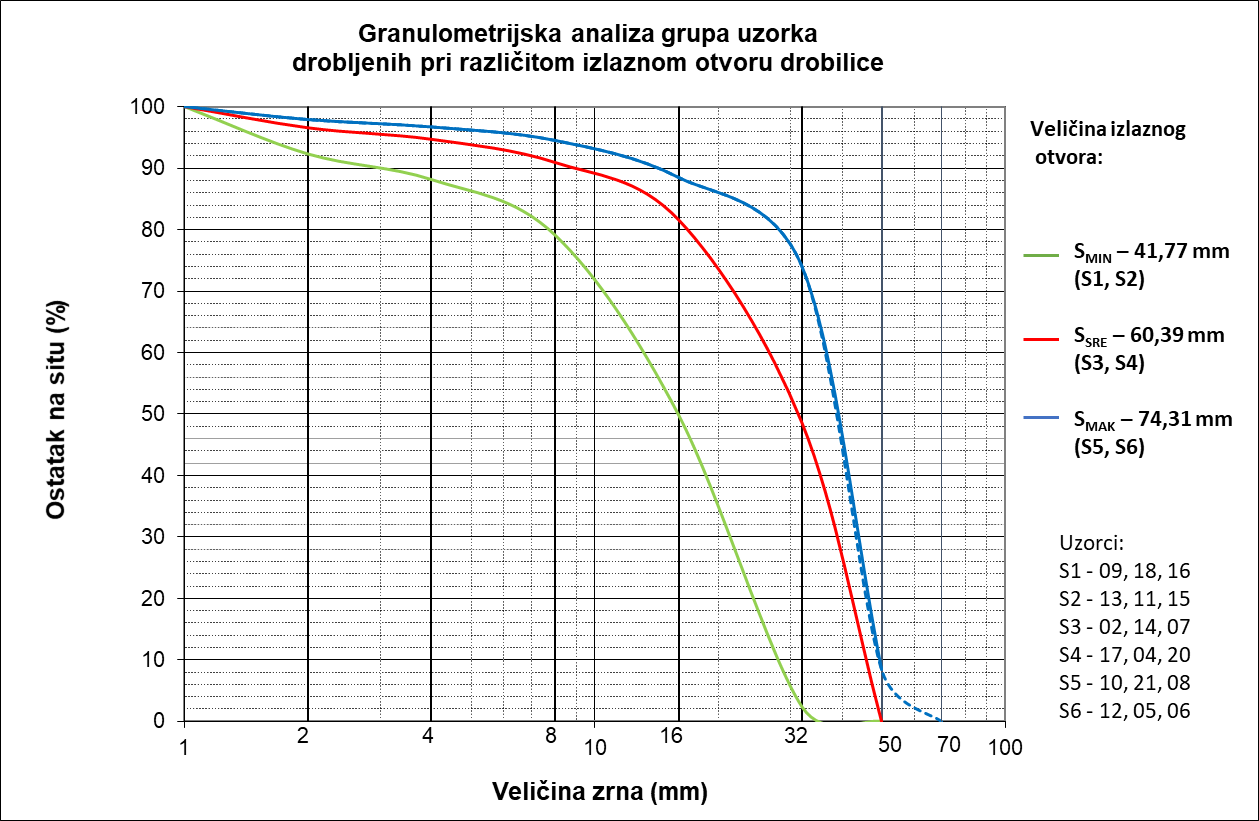 Granulometrijska analiza grupa uzorka
drobljenih pri različitom izlaznom otvoru drobilice
Ostatak na situ (%)
100
90
80
70
60
50
40
30
20
10
0
1
2
4
8
10
16
32
50
70
100
Veličina zrna (mm)
Veličina izlaznog
otvora:
SMIN – 41,77 mm
(S1, S2)
SSRE – 60,39 mm
(S3, S4)
SMAK – 74,31 mm
(S5, S6)
Uzorci:
S1 - 09, 18, 16
S2 - 13, 11, 15
S3 - 02, 14, 07
S4 - 17, 04, 20
S5 - 10, 21, 08
S6 - 12, 05, 06